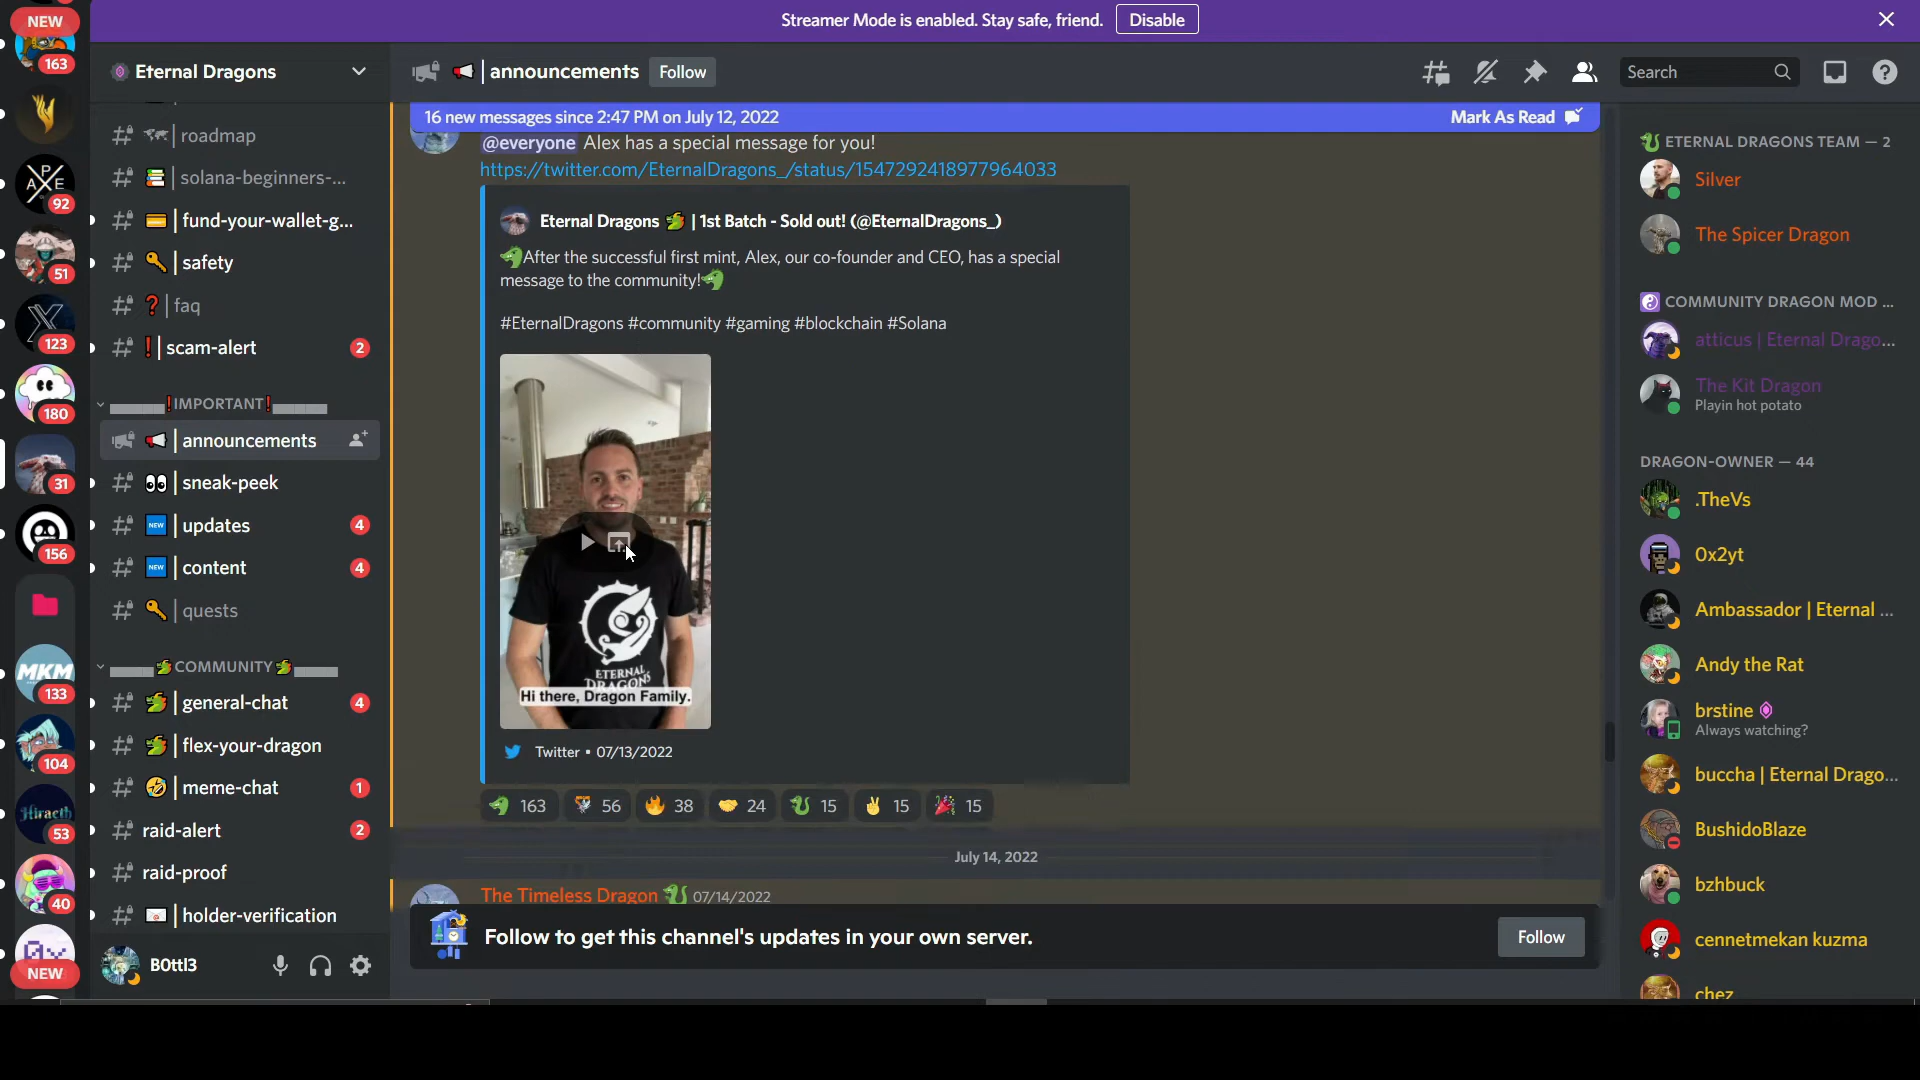 NEW
163
APE
92
51
123
180
31
156
MKM
133
104
Hiracth
53
40
NEW
Streamer Mode is enabled. Stay safe, friend.
Disable
Eternal Dragons
roadmap
solana-beginners-...
fund-your-wallet-g...
safety
faq
scam-alert
2
IMPORTANT
announcements
sneak-peek
updates
4
content
4
quests
COMMUNITY
general-chat
4
flex-your-dragon
meme-chat
1
raid-alert
2
raid-proof
holder-verification
B0ttl3
announcements
Follow
Search
16 new messages since 2:47 PM on July 12, 2022
Mark As Read
@everyone Alex has a special message for you!
https://twitter.com/EternalDragons_/status/1547292418977964033
Eternal Dragons 🐲 | 1st Batch - Sold out! (@EternalDragons_)
After the successful first mint, Alex, our co-founder and CEO, has a special
message to the community!
#EternalDragons #community #gaming #blockchain #Solana
ETERNAL
DRAGONS
Hi there, Dragon Family.
Twitter • 07/13/2022
163
56
38
24
15
15
15
July 14, 2022
The Timeless Dragon 07/14/2022
Follow to get this channel's updates in your own server.
Follow
ETERNAL DRAGONS TEAM — 2
Silver
The Spicer Dragon
COMMUNITY DRAGON MOD ...
atticus | Eternal Drago...
The Kit Dragon
Playin hot potato
DRAGON-OWNER — 44
.TheVs
0x2yt
Ambassador | Eternal ...
Andy the Rat
brstine
Always watching?
buccha | Eternal Drago...
BushidoBlaze
bzhbuck
cennetmekan kuzma
chez